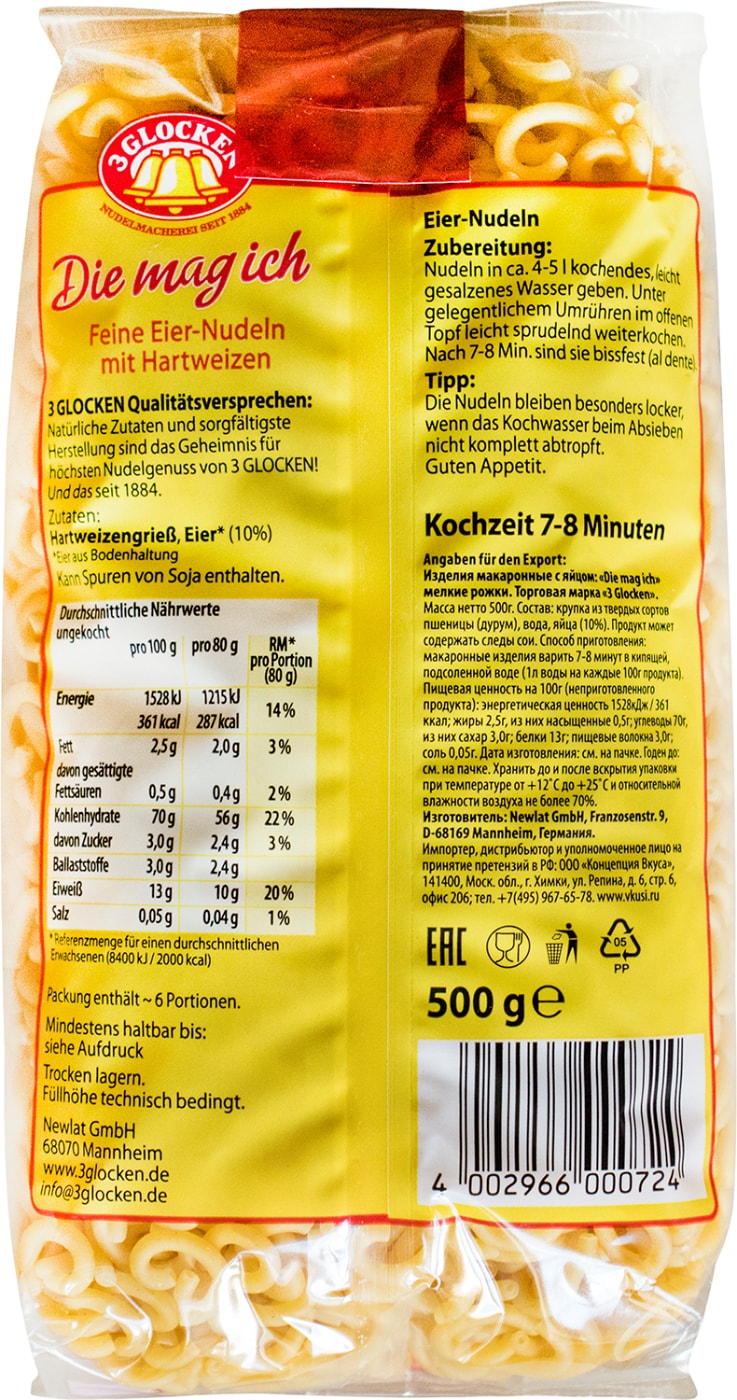 3 GLOCKEN
NUDELMACHEREI SEIT 1884
Die mag ich
Feine Eier-Nudeln
mit Hartweizen
3 GLOCKEN Qualitätsversprechen:
Natürliche Zutaten und sorgfältigste
Herstellung sind das Geheimnis für
höchsten Nudelgenuss von 3 GLOCKEN!
Und das seit 1884.
Zutaten:
Hartweizengrieß, Eier* (10%)
*Eier aus Bodenhaltung
Kann Spuren von Soja enthalten.
Durchschnittliche Nährwerte
ungekocht
pro 100 g pro 80 g RM*
pro Portion
(80 g)
Energie 1528 kJ 1215 kJ 14 %
361 kcal 287 kcal
Fett 2,5 g 2,0 g 3 %
davon gesättigte
Fettsäuren 0,5 g 0,4 g 2 %
Kohlenhydrate 70 g 56 g 22 %
davon Zucker 3,0 g 2,4 g 3 %
Ballaststoffe 3,0 g 2,4 g
Eiweiß 13 g 10 g 20 %
Salz 0,05 g 0,04 g 1 %
*Referenzmenge für einen durchschnittlichen
Erwachsenen (8400 kJ / 2000 kcal)
Packung enthält ~ 6 Portionen.
Mindestens haltbar bis:
siehe Aufdruck
Trocken lagern.
Füllhöhe technisch bedingt.
Newlat GmbH
68070 Mannheim
www.3glocken.de
info@3glocken.de
Eier-Nudeln
Zubereitung:
Nudeln in ca. 4-5 l kochendes, leicht
gesalzenes Wasser geben. Unter
gelegentlichem Umrühren im offenen
Topf leicht sprudelnd weiterkochen.
Nach 7-8 Min. sind sie bissfest (al dente).
Tipp:
Die Nudeln bleiben besonders locker,
wenn das Kochwasser beim Absieben
nicht komplett abtropft.
Guten Appetit.
Kochzeit 7-8 Minuten
Angaben für den Export:
Изделия макаронные с яйцом: «Die mag ich»
мелкие рожки. Торговая марка «3 Glocken».
Масса нетто 500г. Состав: крупка из твердых сортов
пшеницы (дурум), вода, яйца (10%). Продукт может
содержать следы сои. Способ приготовления:
макаронные изделия варить 7-8 минут в кипящей,
подсоленной воде (1л воды на каждые 100г продукта).
Пищевая ценность на 100г (неприготовленного
продукта): энергетическая ценность 1528кДж / 361
ккал; жиры 2,5г, из них насыщенные 0,5г; углеводы 70г,
из них сахар 3,0г; белки 13г; пищевые волокна 3,0г;
соль 0,05г. Дата изготовления: см. на пачке. Годен до:
см. на пачке. Хранить до и после вскрытия упаковки
при температуре от +12˚C до +25˚C и относительной
влажности воздуха не более 70%.
Изготовитель: Newlat GmbH, Franzosenstr. 9,
D-68169 Mannheim, Германия.
Импортер, дистрибьютор и уполномоченное лицо на
принятие претензий в РФ: ООО «Концепция Вкуса»,
141400, Моск. обл., г. Химки, ул. Репина, д. 6, стр. 6,
офис 206; тел. +7(495) 967-65-78. www.vkusi.ru
EAC
05
PP
500 g ℮
4 002966 000724